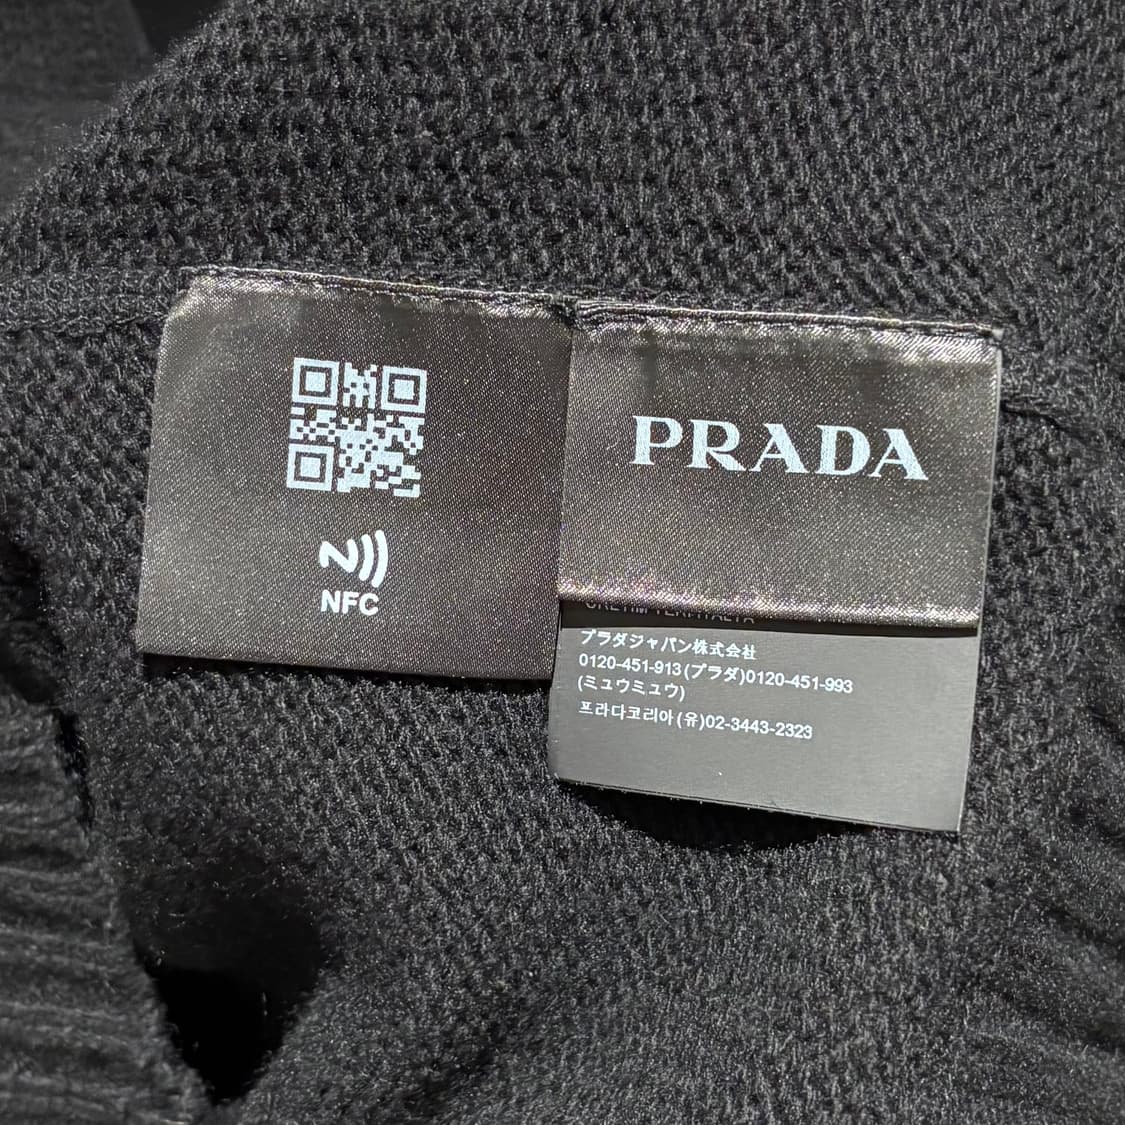 NFC
PRADA
プラダジャパン株式会社
0120-451-913(プラダ)0120-451-993
(ミュウミュウ)
프라다코리아(유)02-3443-2323